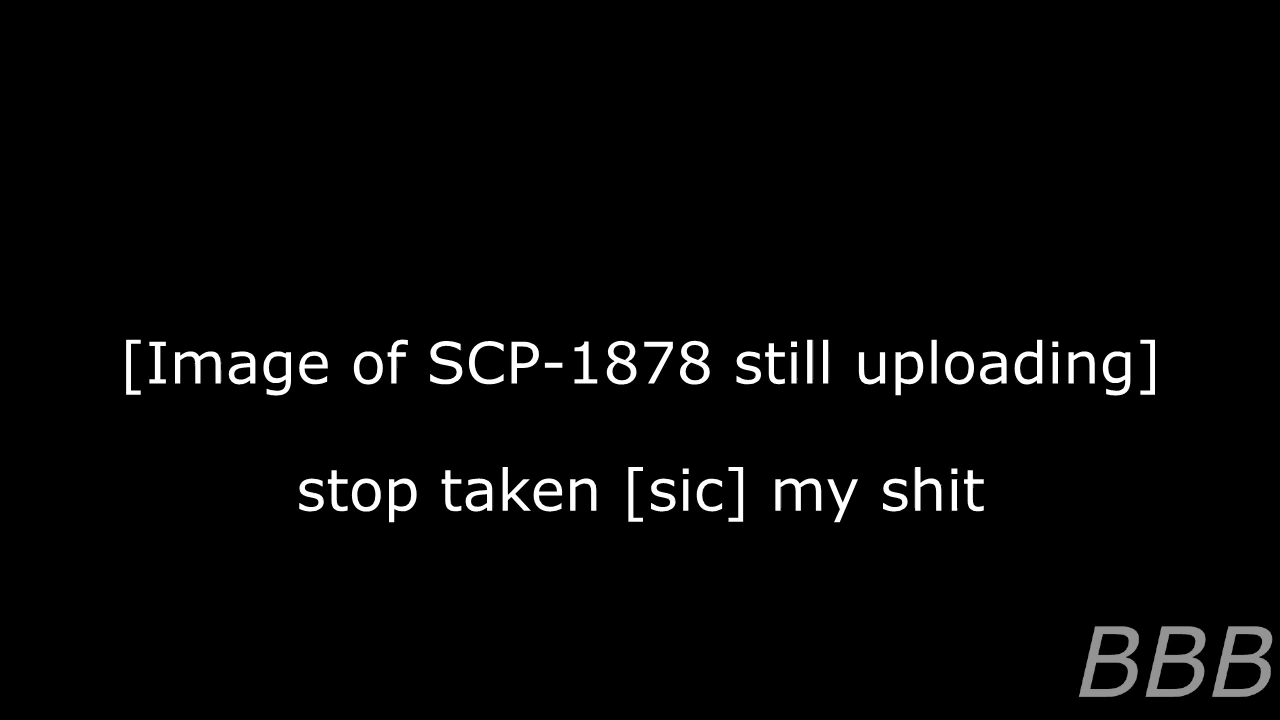 [Image of SCP-1878 still uploading]
stop taken [sic] my shit
BBB